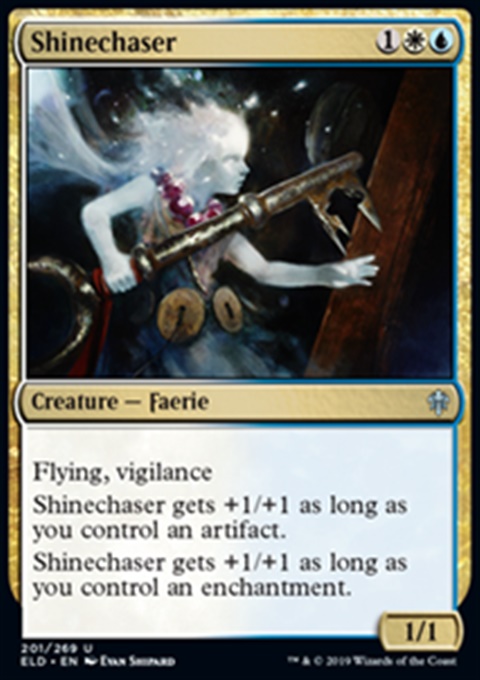 Shinechaser 1
Creature — Faerie
Flying, vigilance
Shinechaser gets +1/+1 as long as
you control an artifact.
Shinechaser gets +1/+1 as long as
you control an enchantment.
1/1
201/269 U
ELD • EN Evan Shipard
™ & © 2019 Wizards of the Coast